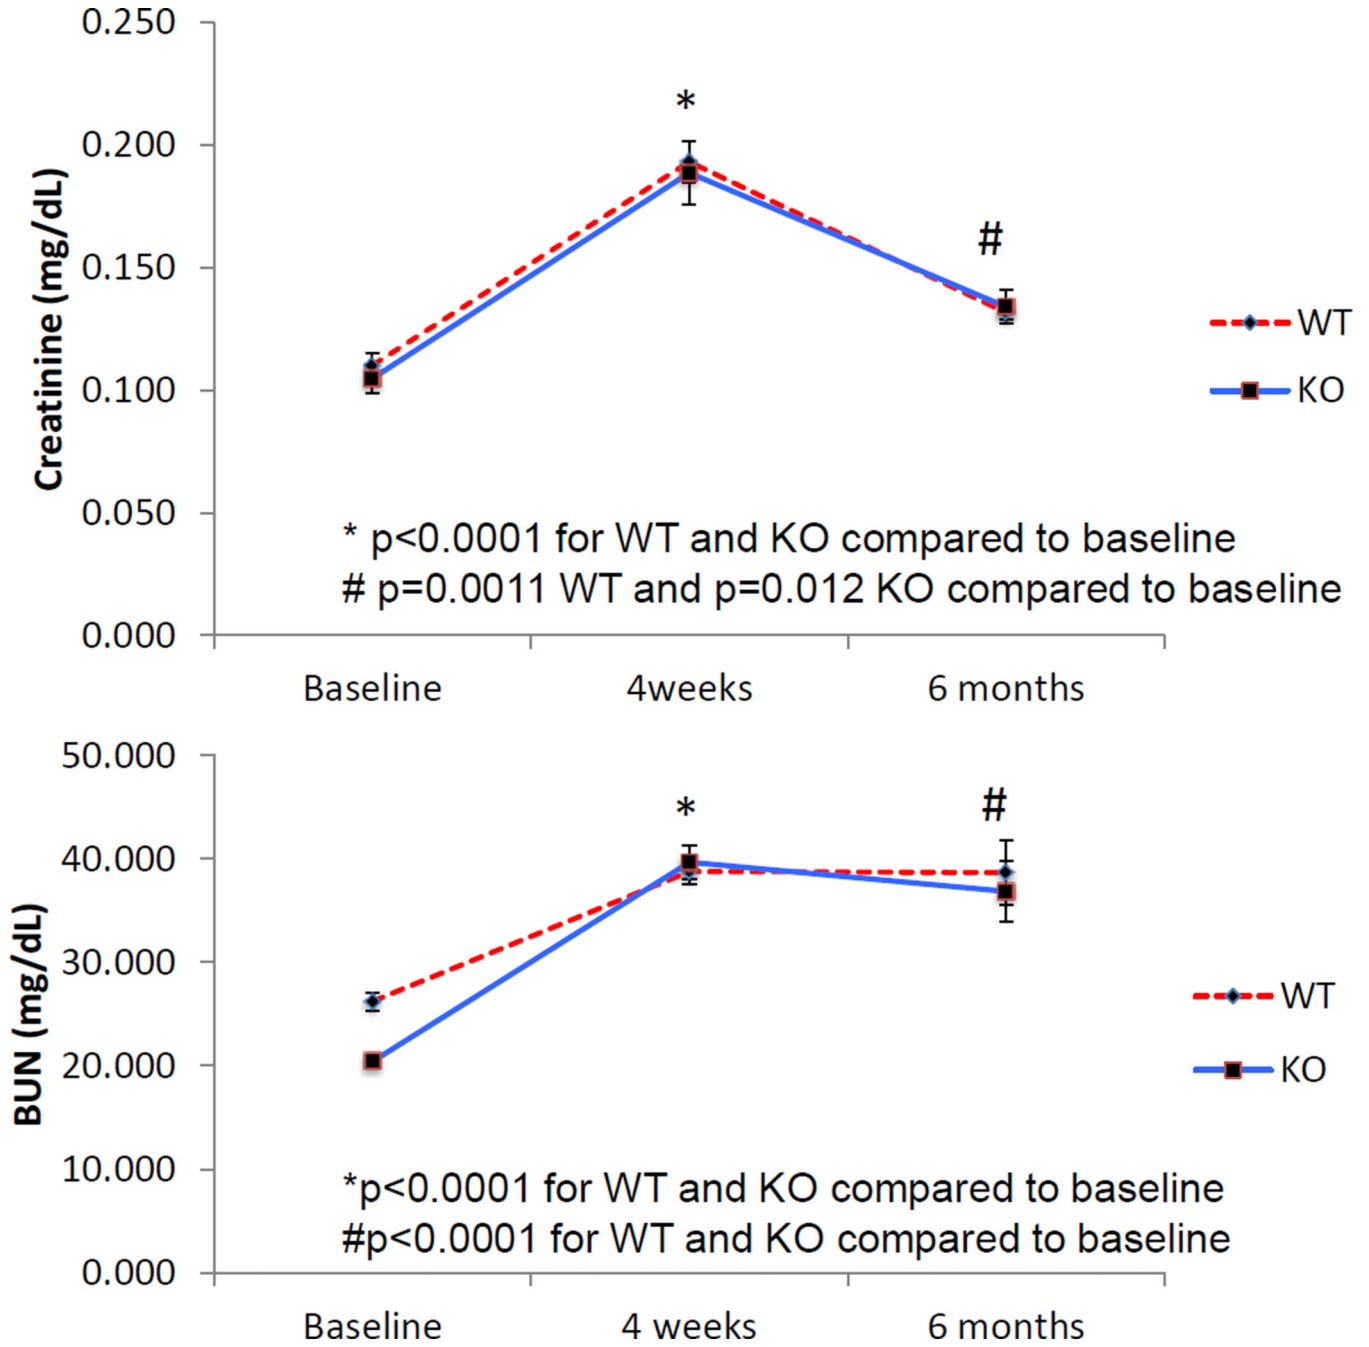 0.250
0.200
0.150
0.100
0.050
0.000
Creatinine (mg/dL)
*
#
WT
KO
* p<0.0001 for WT and KO compared to baseline
# p=0.0011 WT and p=0.012 KO compared to baseline
Baseline 4weeks 6 months
50.000
40.000
30.000
20.000
10.000
0.000
BUN (mg/dL)
*
#
WT
KO
*p<0.0001 for WT and KO compared to baseline
#p<0.0001 for WT and KO compared to baseline
Baseline 4 weeks 6 months